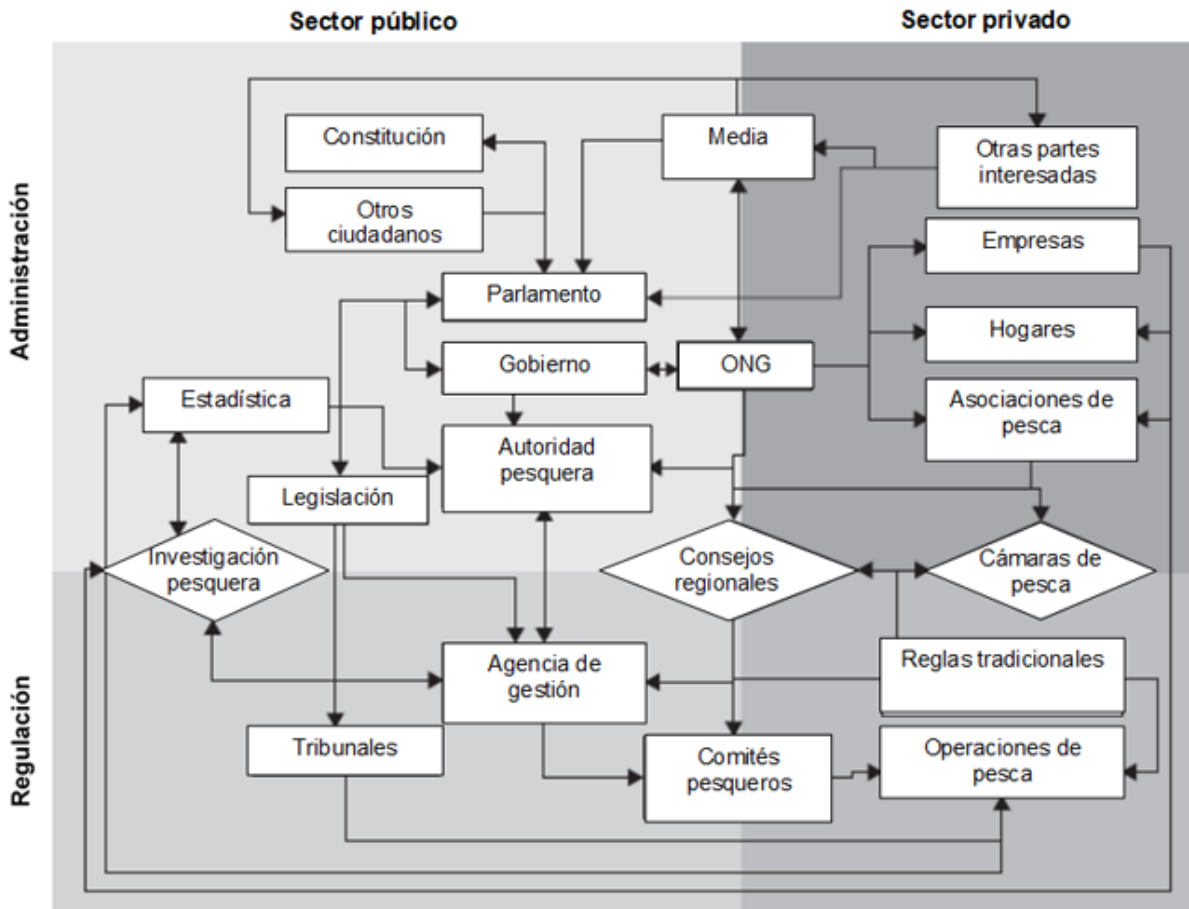 Sector público
Sector privado
Administración
Regulación
Constitución
Media
Otras partes
interesadas
Otros
ciudadanos
Empresas
Parlamento
Hogares
Gobierno
ONG
Estadística
Asociaciones de
pesca
Autoridad
pesquera
Legislación
Investigación
pesquera
Consejos
regionales
Cámaras de
pesca
Agencia de
gestión
Reglas tradicionales
Tribunales
Comités
pesqueros
Operaciones de
pesca